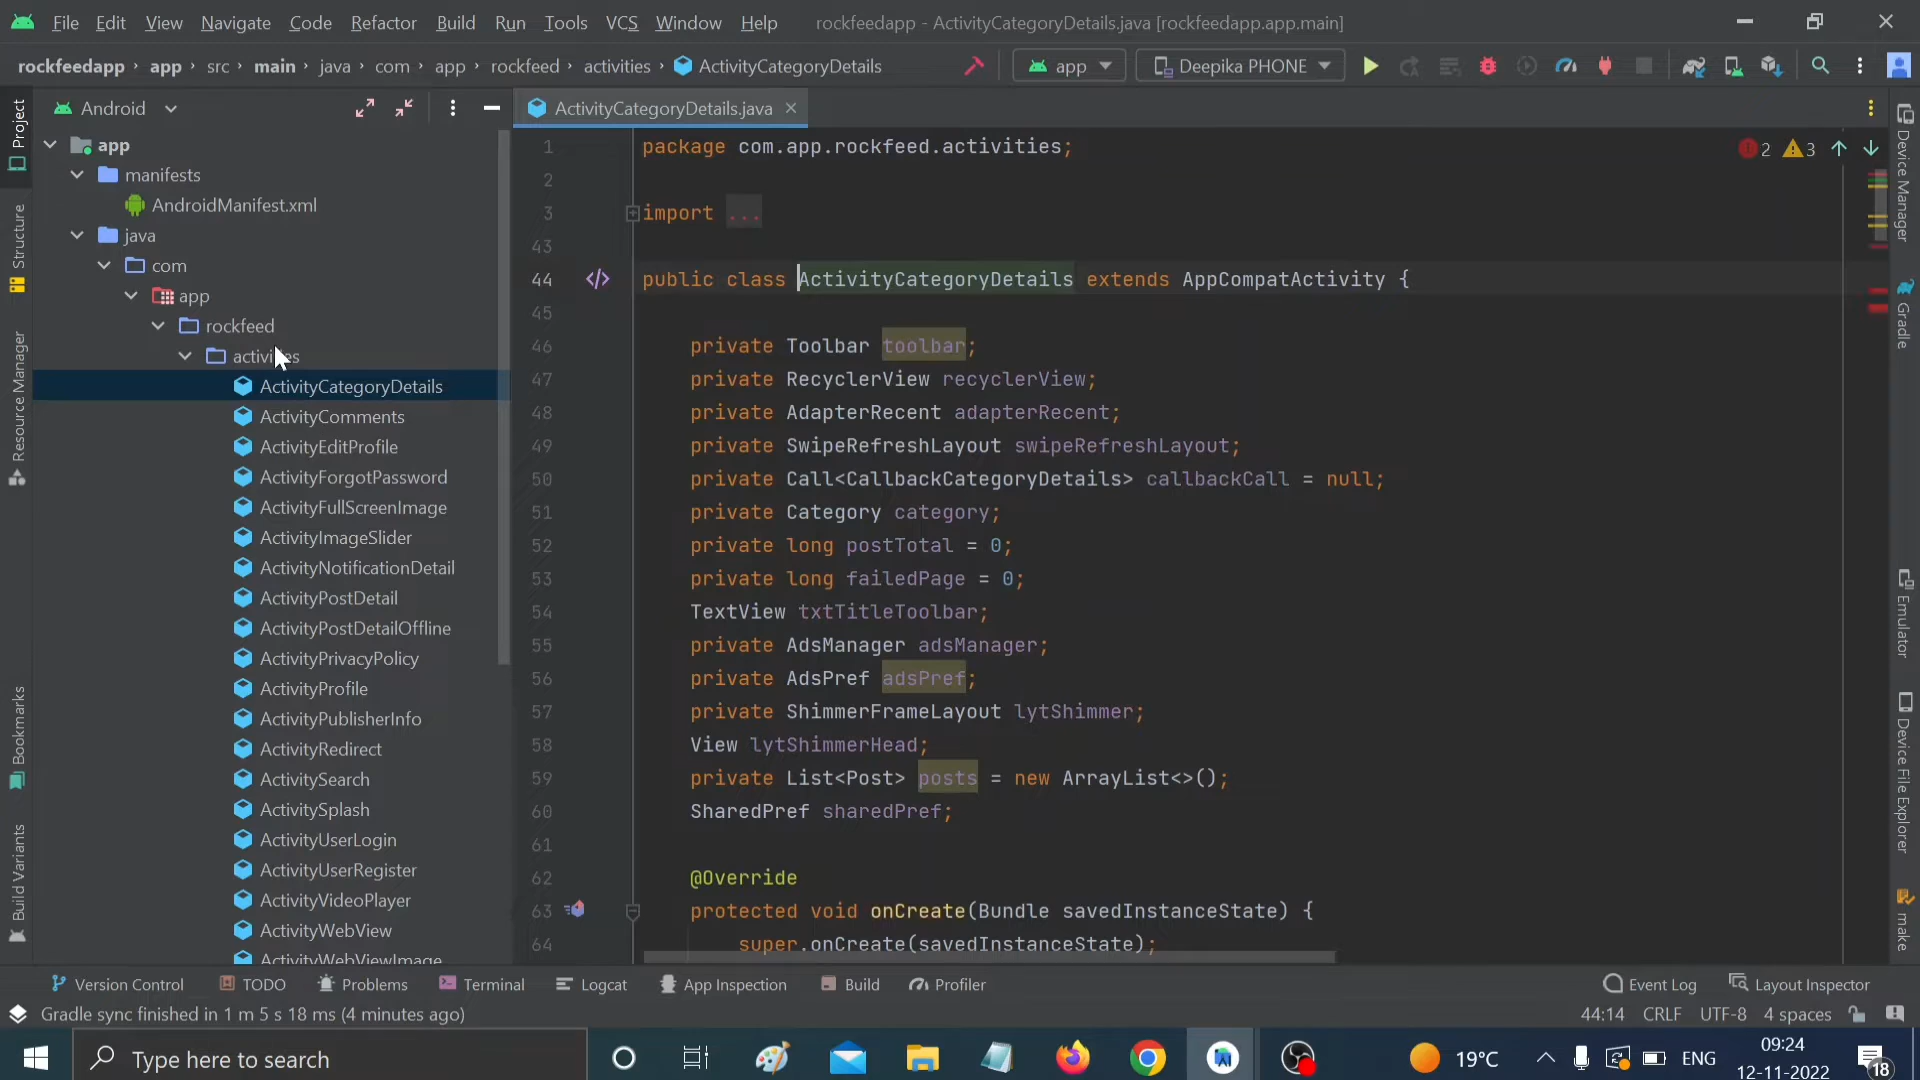 File Edit View Navigate Code Refactor Build Run Tools VCS Window Help rockfeedapp - ActivityCategoryDetails.java [rockfeedapp.app.main]
rockfeedapp app src main java com app rockfeed activities ActivityCategoryDetails app Deepika PHONE
Project
Structure
Resource Manager
Bookmarks
Build Variants
Android
app
manifests
AndroidManifest.xml
java
com
app
rockfeed
ActivityCategoryDetails
ActivityComments
ActivityEditProfile
ActivityForgotPassword
ActivityFullScreenImage
ActivityImageSlider
ActivityNotificationDetail
ActivityPostDetail
ActivityPostDetailOffline
ActivityPrivacyPolicy
ActivityProfile
ActivityPublisherInfo
ActivityRedirect
ActivitySearch
ActivitySplash
ActivityUserLogin
ActivityUserRegister
ActivityVideoPlayer
ActivityWebView
ActivityWebViewImage
ActivityCategoryDetails.java
2 3
1 package com.app.rockfeed.activities;
2
3 import ...
43
44 public class ActivityCategoryDetails extends AppCompatActivity {
45
46 private Toolbar toolbar;
47 private RecyclerView recyclerView;
48 private AdapterRecent adapterRecent;
49 private SwipeRefreshLayout swipeRefreshLayout;
50 private Call<CallbackCategoryDetails> callbackCall = null;
51 private Category category;
52 private long postTotal = 0;
53 private long failedPage = 0;
54 TextView txtTitleToolbar;
55 private AdsManager adsManager;
56 private AdsPref adsPref;
57 private ShimmerFrameLayout lytShimmer;
58 View lytShimmerHead;
59 private List<Post> posts = new ArrayList<>();
60 SharedPref sharedPref;
61
62 @Override
63 protected void onCreate(Bundle savedInstanceState) {
64 super.onCreate(savedInstanceState);
Device Manager
Gradle
Emulator
Device File Explorer
make
Version Control TODO Problems Terminal Logcat App Inspection Build Profiler Event Log Layout Inspector
Gradle sync finished in 1 m 5 s 18 ms (4 minutes ago) 44:14 CRLF UTF-8 4 spaces
Type here to search 19°C ENG 09:24
12-11-2022 18